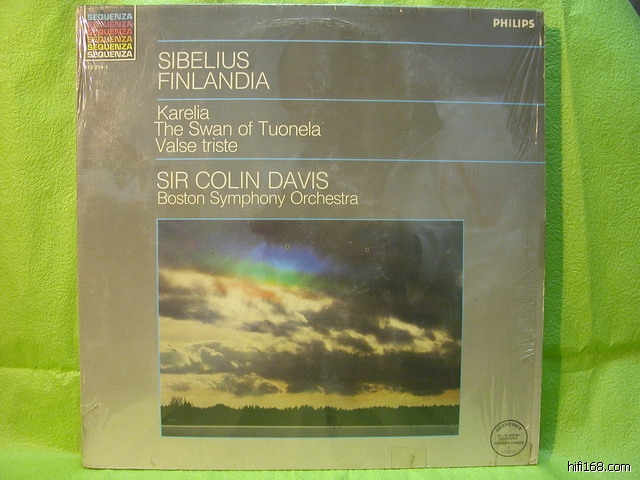 SEQUENZA
SEQUENZA
SEQUENZA
SEQUENZA
SEQUENZA
PHILIPS
SIBELIUS
FINLANDIA
Karelia
The Swan of Tuonela
Valse triste
SIR COLIN DAVIS
Boston Symphony Orchestra
hifi168.com